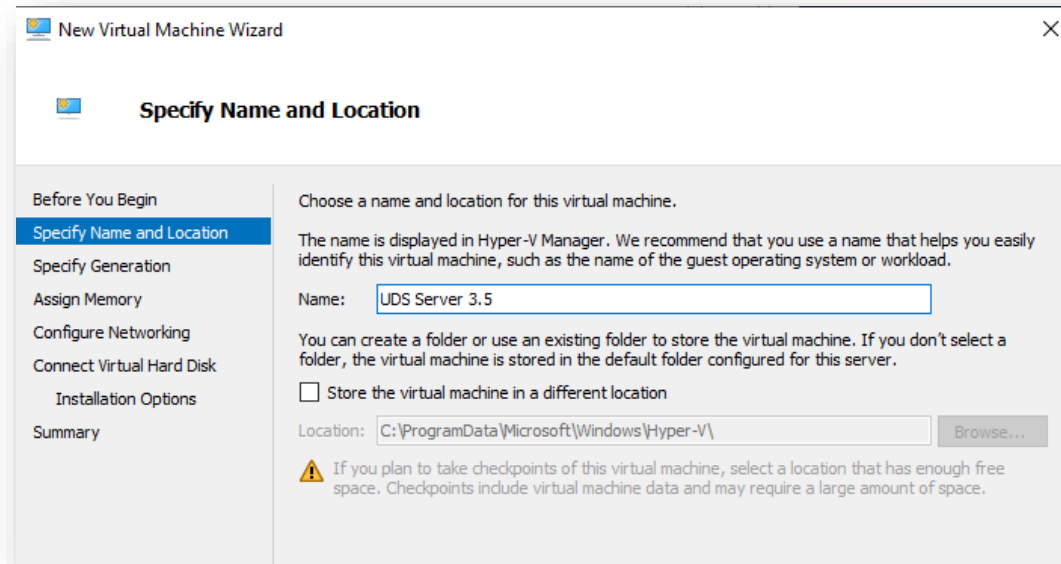 New Virtual Machine Wizard
Specify Name and Location
Before You Begin
Specify Name and Location
Specify Generation
Assign Memory
Configure Networking
Connect Virtual Hard Disk
Installation Options
Summary
Choose a name and location for this virtual machine.
The name is displayed in Hyper-V Manager. We recommend that you use a name that helps you easily
identify this virtual machine, such as the name of the guest operating system or workload.
Name: UDS Server 3.5
You can create a folder or use an existing folder to store the virtual machine. If you don't select a
folder, the virtual machine is stored in the default folder configured for this server.
Store the virtual machine in a different location
Location: C:\ProgramData\Microsoft\Windows\Hyper-V\ Browse...
If you plan to take checkpoints of this virtual machine, select a location that has enough free
space. Checkpoints include virtual machine data and may require a large amount of space.